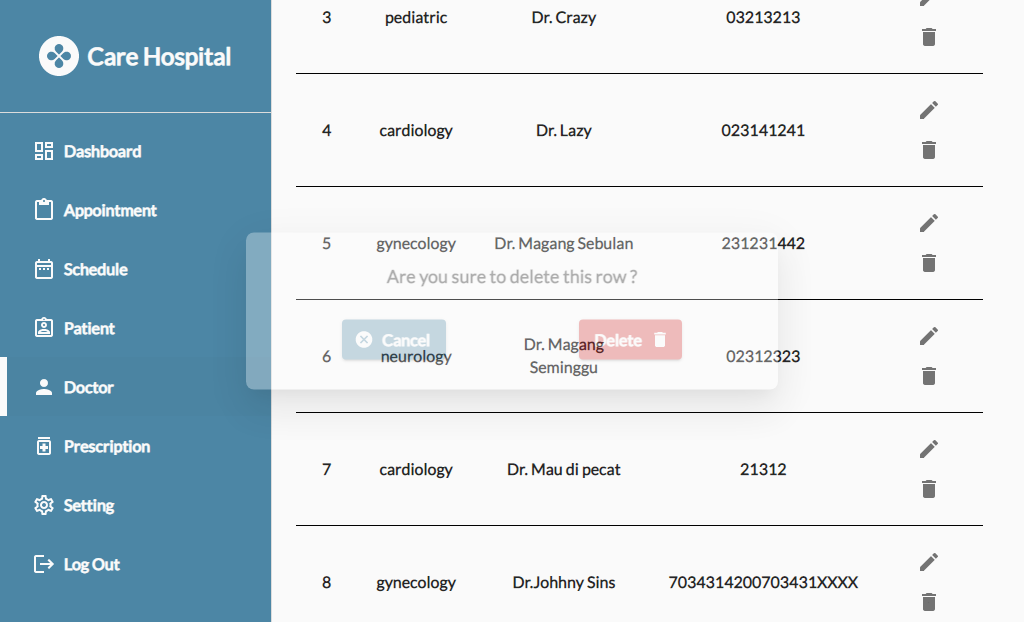 Care Hospital
Dashboard
Appointment
Schedule
Patient
Doctor
Prescription
Setting
Log Out
3 pediatric Dr. Crazy 03213213
4 cardiology Dr. Lazy 023141241
5 gynecology Dr. Magang Sebulan 231231442
Are you sure to delete this row ?
Cancel Delete
6 neurology Dr. Magang Seminggu 02312323
7 cardiology Dr. Mau di pecat 21312
8 gynecology Dr.Johhny Sins 7034314200703431XXXX